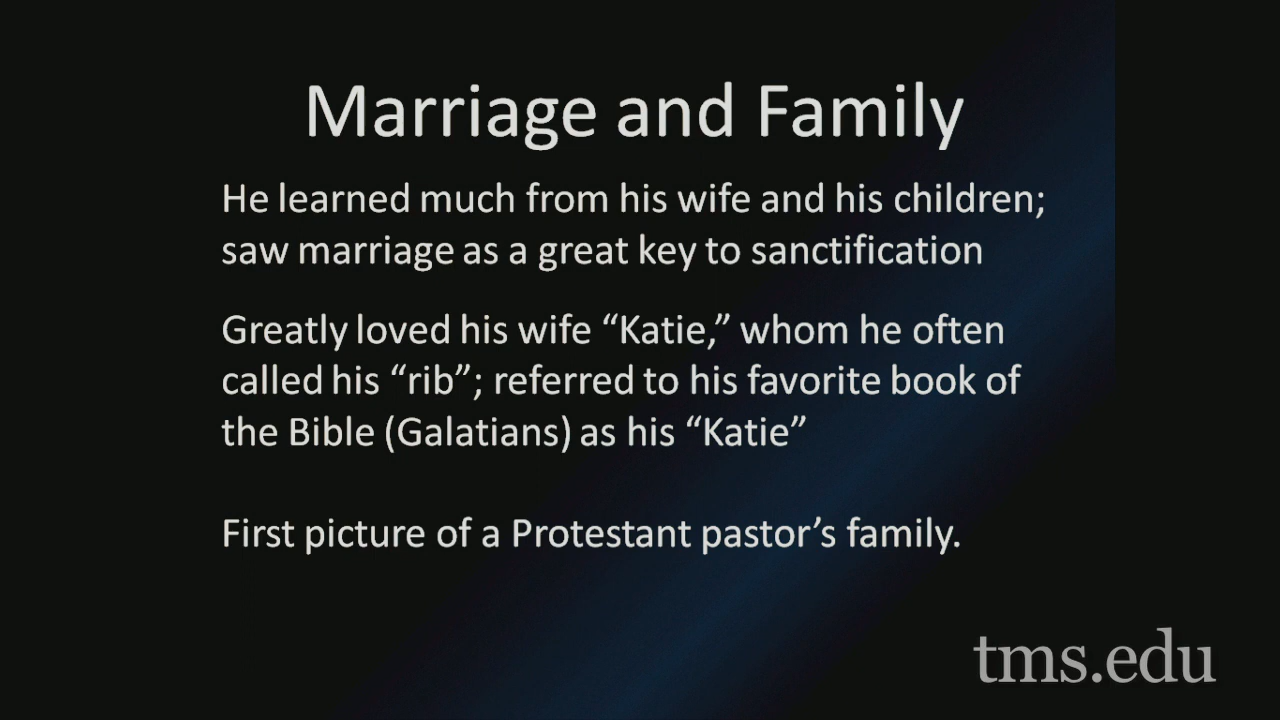 Marriage and Family
He learned much from his wife and his children;
saw marriage as a great key to sanctification
Greatly loved his wife “Katie,” whom he often
called his “rib”; referred to his favorite book of
the Bible (Galatians) as his “Katie”
First picture of a Protestant pastor’s family.
tms.edu